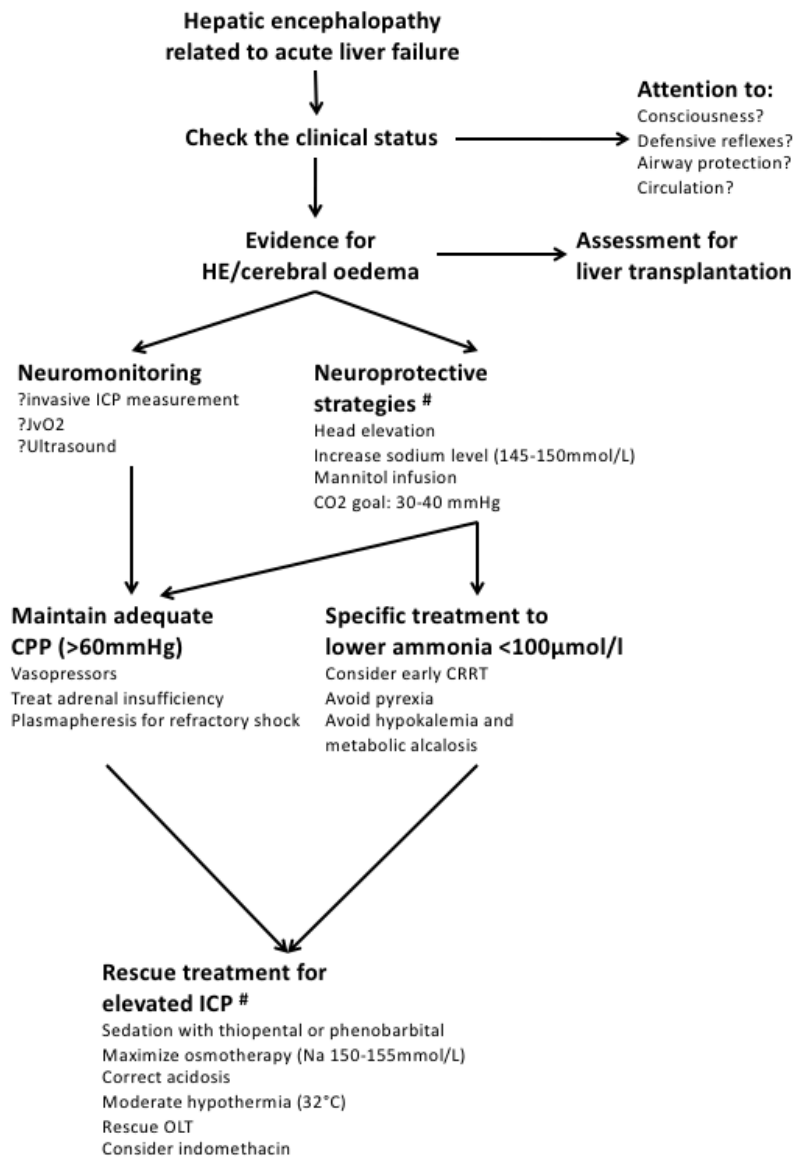 Hepatic encephalopathy
related to acute liver failure
Check the clinical status
Attention to:
Consciousness?
Defensive reflexes?
Airway protection?
Circulation?
Evidence for
HE/cerebral oedema
Assessment for
liver transplantation
Neuromonitoring
?invasive ICP measurement
?JvO2
?Ultrasound
Neuroprotective
strategies #
Head elevation
Increase sodium level (145-150mmol/L)
Mannitol infusion
CO2 goal: 30-40 mmHg
Maintain adequate
CPP (>60mmHg)
Vasopressors
Treat adrenal insufficiency
Plasmapheresis for refractory shock
Specific treatment to
lower ammonia <100µmol/l
Consider early CRRT
Avoid pyrexia
Avoid hypokalemia and
metabolic alcalosis
Rescue treatment for
elevated ICP #
Sedation with thiopental or phenobarbital
Maximize osmotherapy (Na 150-155mmol/L)
Correct acidosis
Moderate hypothermia (32°C)
Rescue OLT
Consider indomethacin